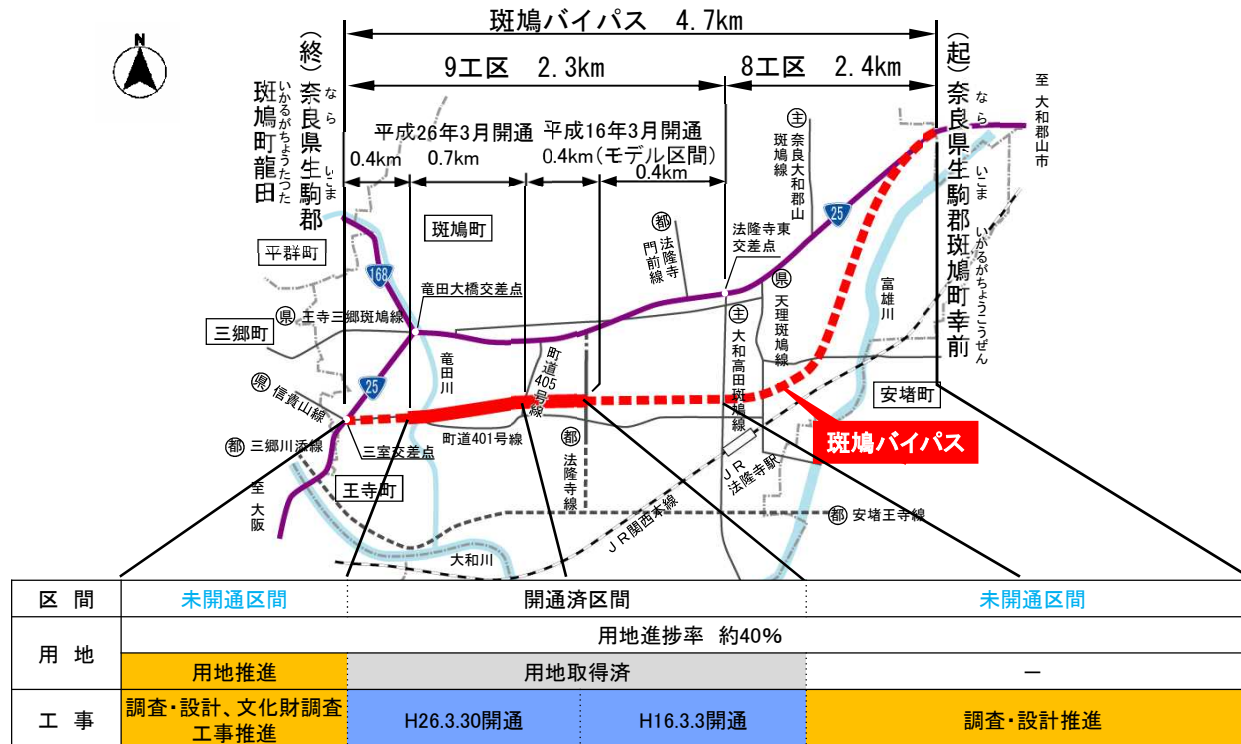 斑鳩バイパス 4.7km
9工区 2.3km
8工区 2.4km
N
(終)奈良県生駒郡
なら いこま
斑鳩町龍田
いかるがちょうたつた
(起)奈良県生駒郡斑鳩町幸前
なら いこま いかるがちょうこうぜん
至 大和郡山市
平成26年3月開通
平成16年3月開通
0.4km
0.7km
0.4km(モデル区間)
0.4km
主 奈良大和郡山
斑鳩線
25
斑鳩町
都 法隆寺
門前線
法隆寺東
交差点
平群町
168
竜田大橋交差点
県 王寺三郷斑鳩線
三郷町
県 天理斑鳩線
富雄川
主 大和高田斑鳩線
竜田川
町道405号線
25
県 信貴山線
安堵町
斑鳩バイパス
町道401号線
都 三郷川添線
三室交差点
都 法隆寺線
JR法隆寺駅
王寺町
至 大阪
都 安堵王寺線
JR関西本線
大和川
区 間
未開通区間
開通済区間
未開通区間
用 地
用地進捗率 約40%
用地推進
用地取得済
－
工 事
調査・設計、文化財調査
工事推進
H26.3.30開通
H16.3.3開通
調査・設計推進